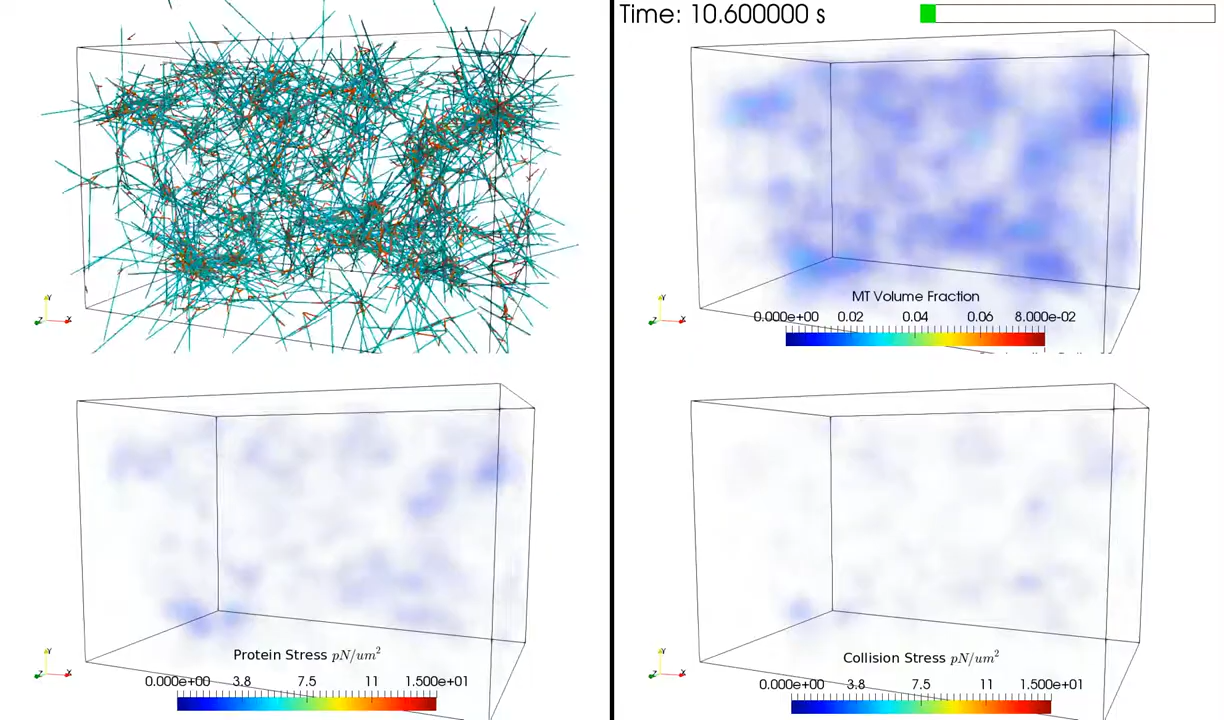 Time: 10.600000 s
Y
Z X
Y
Z X
MT Volume Fraction
0.000e+00 0.02 0.04 0.06 8.000e-02
Y
Z X
Protein Stress pN/um²
0.000e+00 3.8 7.5 11 1.500e+01
Y
Z X
Collision Stress pN/um²
0.000e+00 3.8 7.5 11 1.500e+01